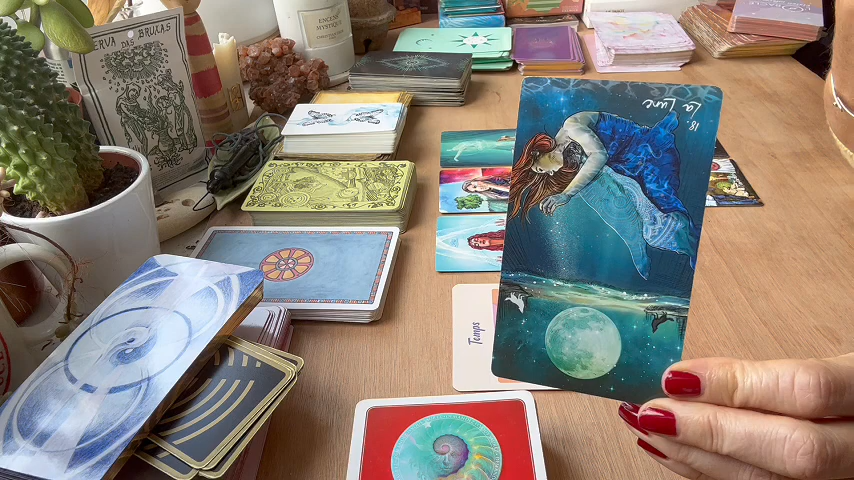 ERVA DAS BRUXAS
ENCENS
MYSTIQUE
18.
La Lune
Temps